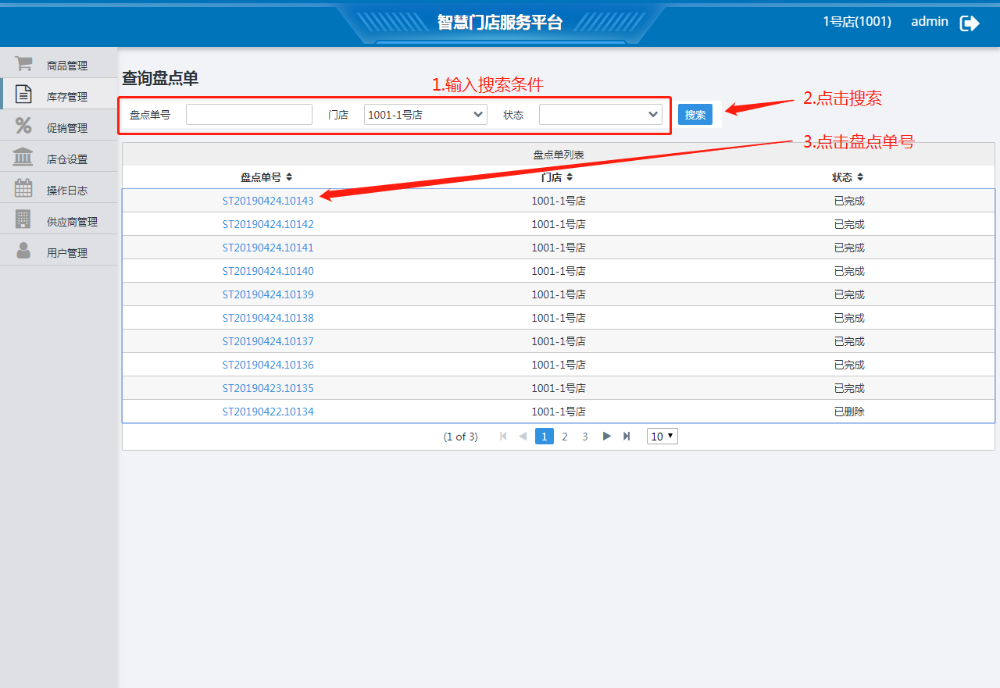 智慧门店服务平台
1号店(1001) admin
商品管理
库存管理
促销管理
店仓设置
操作日志
供应商管理
用户管理
查询盘点单
1.输入搜索条件
盘点单号 门店 1001-1号店 状态 搜索
2.点击搜索
3.点击盘点单号
盘点单列表
盘点单号 门店 状态
ST20190424.10143 1001-1号店 已完成
ST20190424.10142 1001-1号店 已完成
ST20190424.10141 1001-1号店 已完成
ST20190424.10140 1001-1号店 已完成
ST20190424.10139 1001-1号店 已完成
ST20190424.10138 1001-1号店 已完成
ST20190424.10137 1001-1号店 已完成
ST20190424.10136 1001-1号店 已完成
ST20190423.10135 1001-1号店 已完成
ST20190422.10134 1001-1号店 已删除
(1 of 3) 1 2 3 10